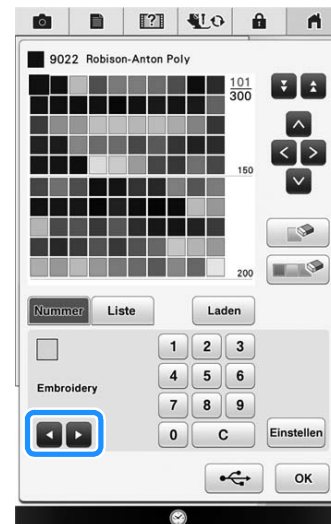 9022 Robison-Anton Poly
101
300
150
200
Nummer Liste Laden
1 2 3
Embroidery
4 5 6
7 8 9
0 C Einstellen
OK